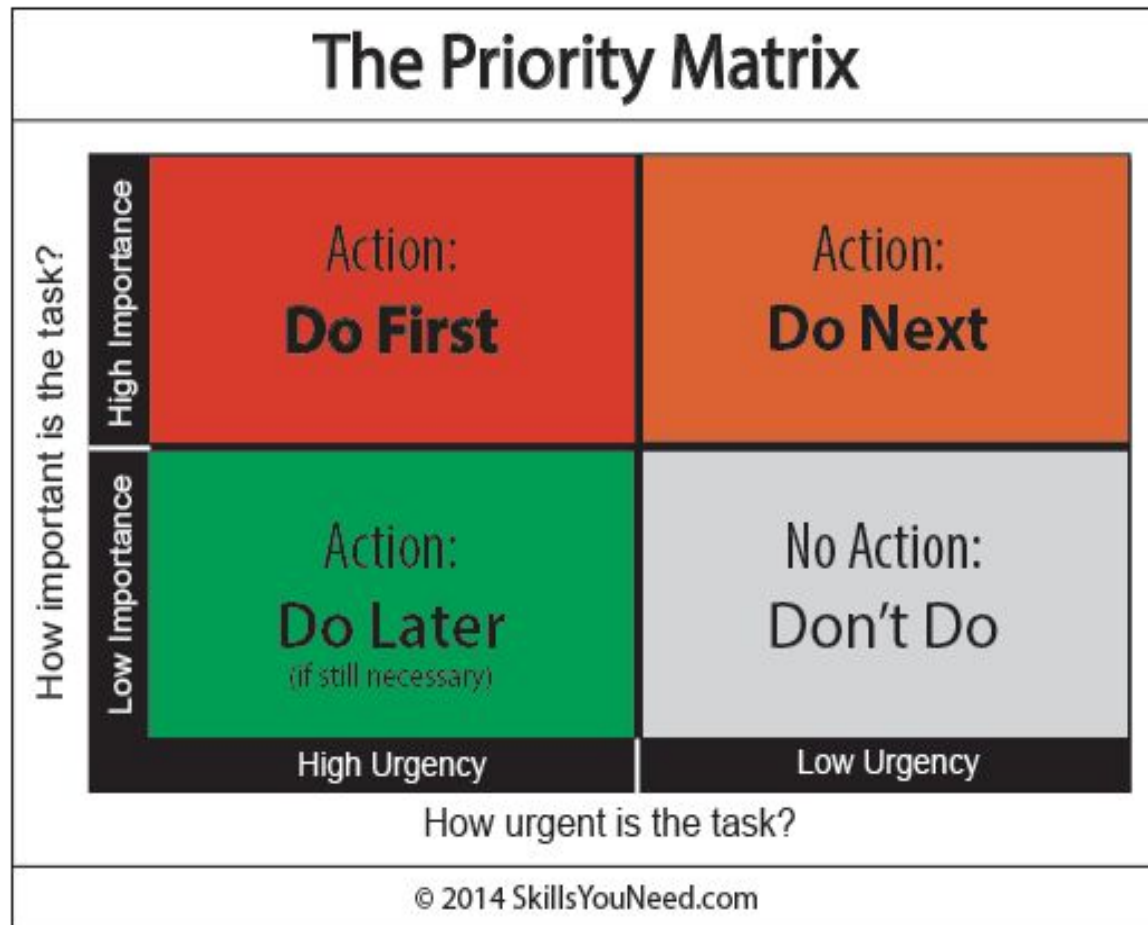 The Priority Matrix
How important is the task?
High Importance
Action:
Do First
Action:
Do Next
Low Importance
Action:
Do Later
(if still necessary)
No Action:
Don't Do
High Urgency
Low Urgency
How urgent is the task?
© 2014 SkillsYouNeed.com